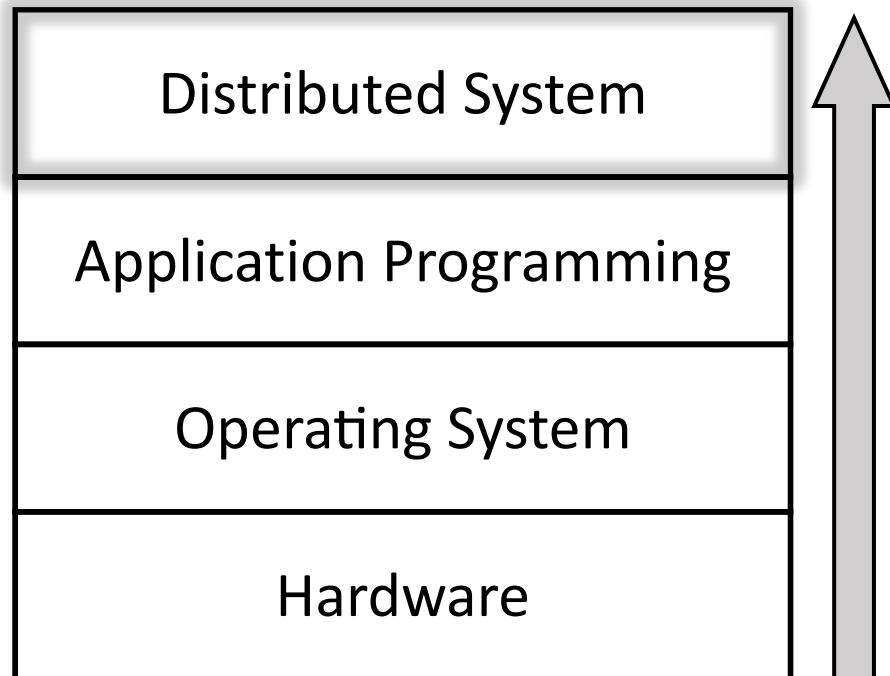 Distributed System
Application Programming
Operating System
Hardware